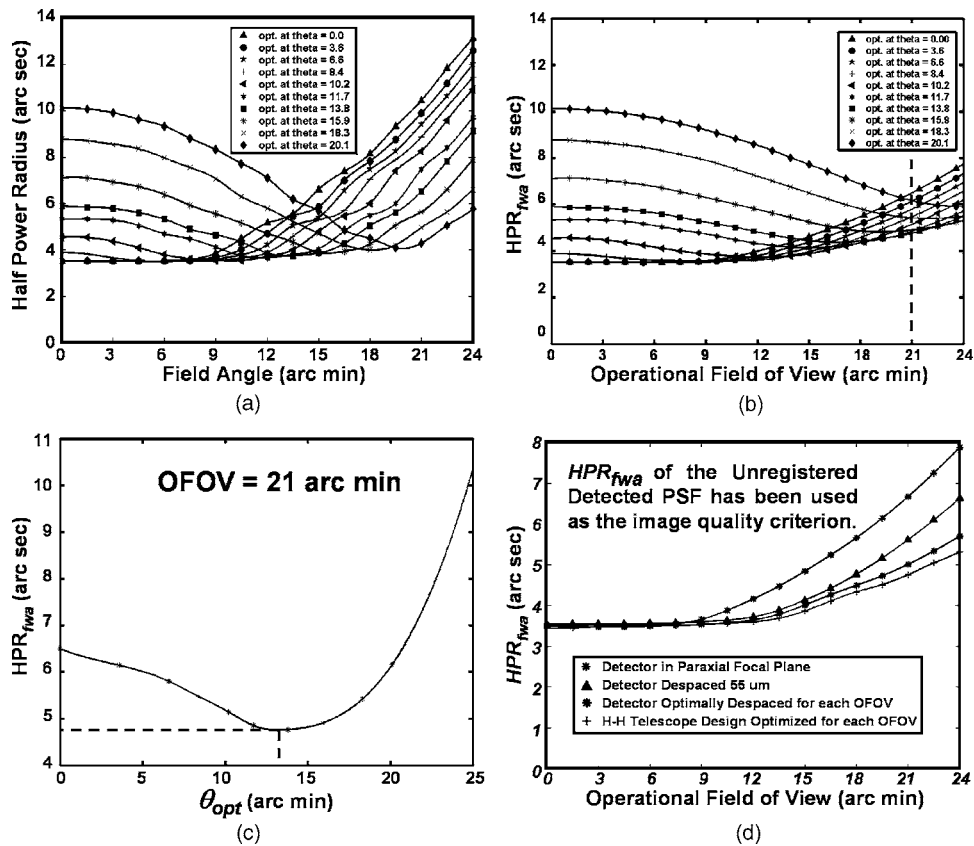 opt. at theta = 0.0
opt. at theta = 3.6
opt. at theta = 6.6
opt. at theta = 8.4
opt. at theta = 10.2
opt. at theta = 11.7
opt. at theta = 13.8
opt. at theta = 15.9
opt. at theta = 18.3
opt. at theta = 20.1
Half Power Radius (arc sec)
14
12
10
8
6
4
2
0
0 3 6 9 12 15 18 21 24
Field Angle (arc min)
(a)
opt. at theta = 0.00
opt. at theta = 3.6
opt. at theta = 6.6
opt. at theta = 8.4
opt. at theta = 10.2
opt. at theta = 11.7
opt. at theta = 13.8
opt. at theta = 15.9
opt. at theta = 18.3
opt. at theta = 20.1
HPRfwa (arc sec)
14
12
10
8
6
4
2
0
0 3 6 9 12 15 18 21 24
Operational Field of View (arc min)
(b)
OFOV = 21 arc min
HPRfwa (arc sec)
11
10
9
8
7
6
5
4
0 5 10 15 20 25
θopt (arc min)
(c)
HPRfwa of the Unregistered
Detected PSF has been used
as the image quality criterion.
HPRfwa (arc sec)
8
7
6
5
4
3
2
1
0
Detector in Paraxial Focal Plane
Detector Despaced 55 um
Detector Optimally Despaced for each OFOV
H-H Telescope Design Optimized for each OFOV
0 3 6 9 12 15 18 21 24
Operational Field of View (arc min)
(d)